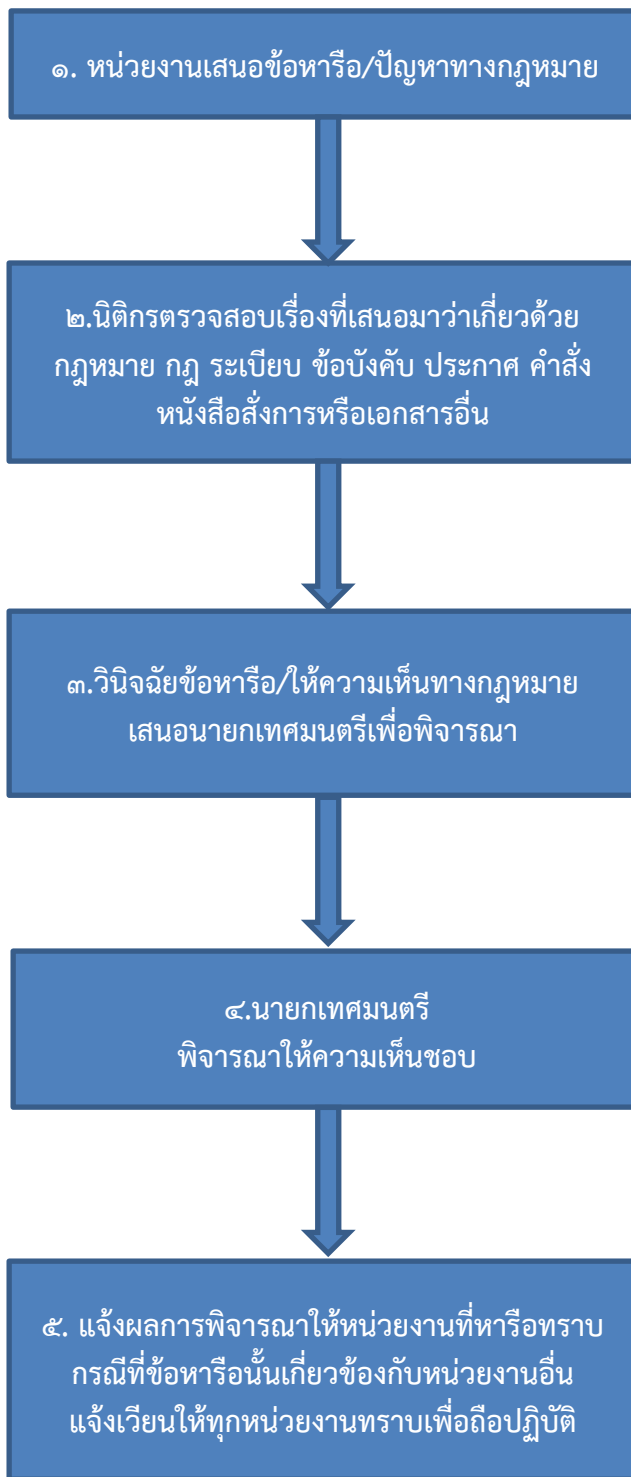 ๑. หน่วยงานเสนอข้อหารือ/ปัญหาทางกฎหมาย
๒.นิติกรตรวจสอบเรื่องที่เสนอมาว่าเกี่ยวด้วย
กฎหมาย กฎ ระเบียบ ข้อบังคับ ประกาศ คำสั่ง
หนังสือสั่งการหรือเอกสารอื่น
๓.วินิจฉัยข้อหารือ/ให้ความเห็นทางกฎหมาย
เสนอนายกเทศมนตรีเพื่อพิจารณา
๔.นายกเทศมนตรี
พิจารณาให้ความเห็นชอบ
๕. แจ้งผลการพิจารณาให้หน่วยงานที่หารือทราบ
กรณีที่ข้อหารือนั้นเกี่ยวข้องกับหน่วยงานอื่น
แจ้งเวียนให้ทุกหน่วยงานทราบเพื่อถือปฏิบัติ